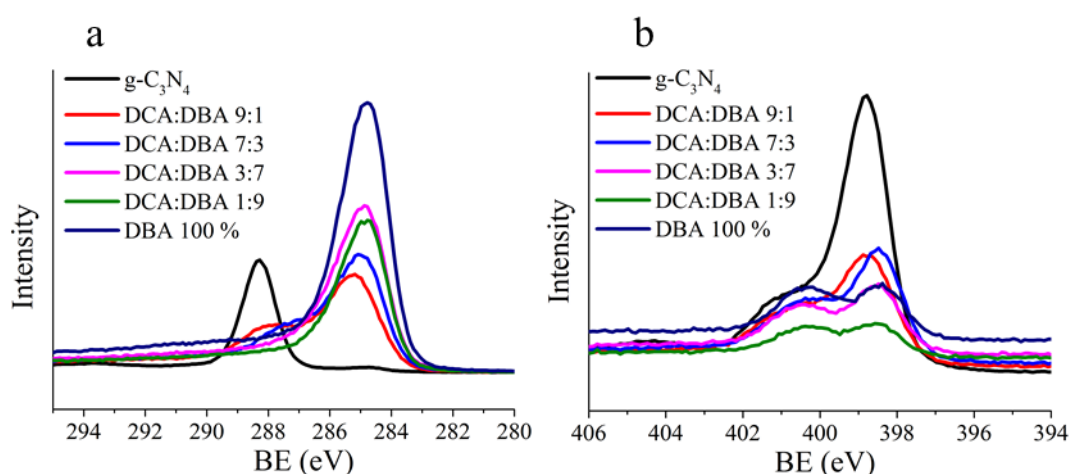 a
g-C₃N₄
DCA:DBA 9:1
DCA:DBA 7:3
DCA:DBA 3:7
DCA:DBA 1:9
DBA 100 %
Intensity
294 292 290 288 286 284 282 280
BE (eV)
b
g-C₃N₄
DCA:DBA 9:1
DCA:DBA 7:3
DCA:DBA 3:7
DCA:DBA 1:9
DBA 100 %
Intensity
406 404 402 400 398 396 394
BE (eV)